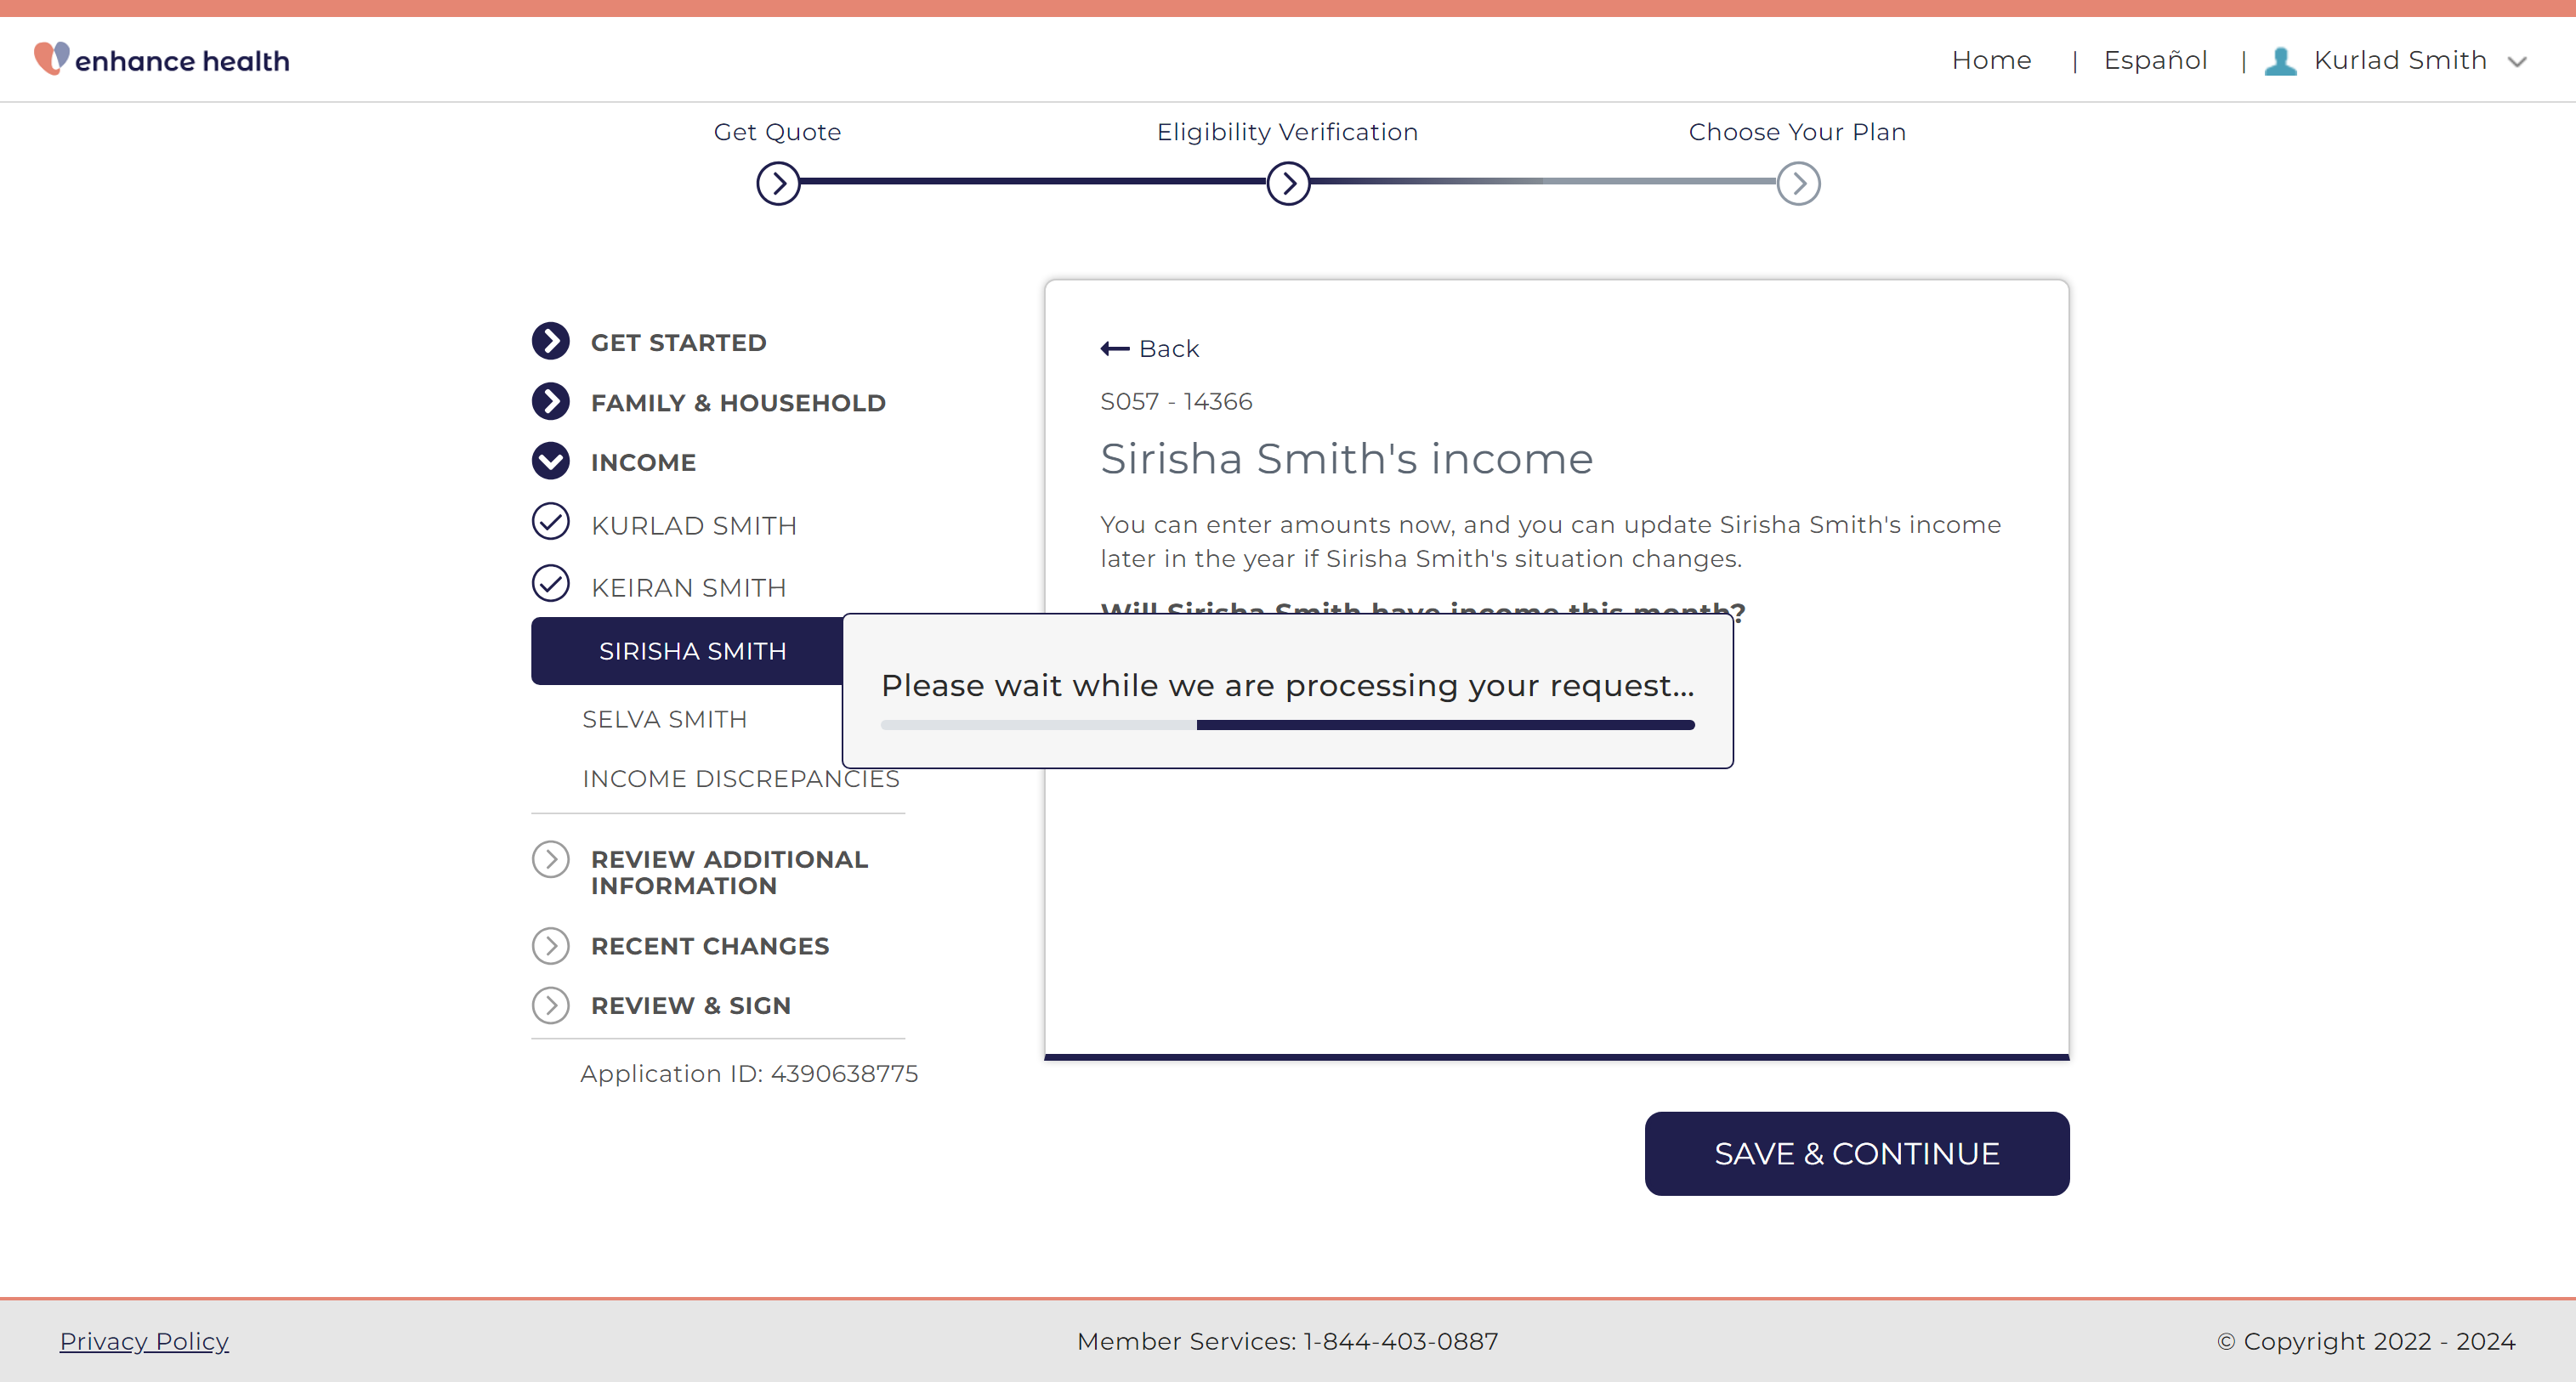 enhance health
Home | Español | Kurlad Smith
Get Quote
Eligibility Verification
Choose Your Plan
GET STARTED
FAMILY & HOUSEHOLD
INCOME
KURLAD SMITH
KEIRAN SMITH
SIRISHA SMITH
SELVA SMITH
INCOME DISCREPANCIES
REVIEW ADDITIONAL
INFORMATION
RECENT CHANGES
REVIEW & SIGN
Application ID: 4390638775
Back
S057 - 14366
Sirisha Smith's income
You can enter amounts now, and you can update Sirisha Smith's income
later in the year if Sirisha Smith's situation changes.
Will Sirisha Smith have income this month?
Please wait while we are processing your request...
SAVE & CONTINUE
Privacy Policy
Member Services: 1-844-403-0887
© Copyright 2022 - 2024